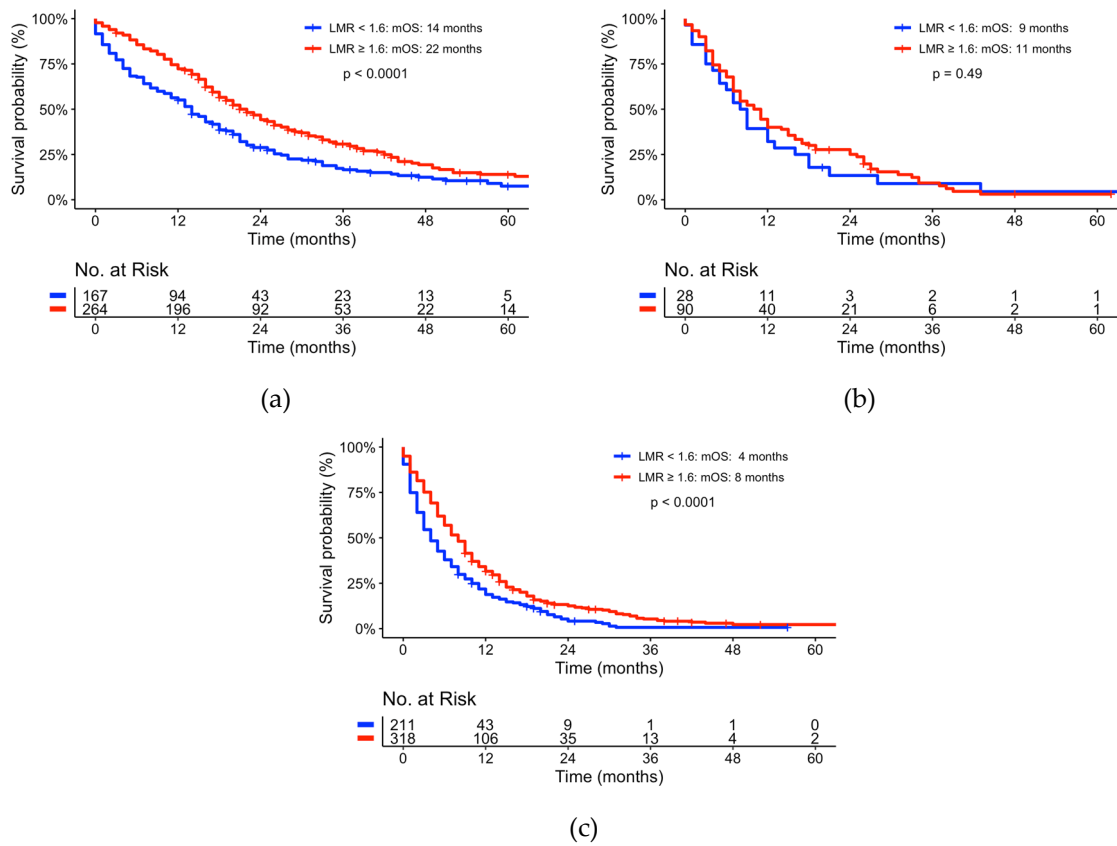 100%
75%
50%
25%
0%
Survival probability (%)
LMR < 1.6: mOS: 14 months
LMR ≥ 1.6: mOS: 22 months
p < 0.0001
0 12 24 36 48 60
Time (months)
No. at Risk
167 94 43 23 13 5
264 196 92 53 22 14
0 12 24 36 48 60
Time (months)
(a)
100%
75%
50%
25%
0%
Survival probability (%)
LMR < 1.6: mOS: 9 months
LMR ≥ 1.6: mOS: 11 months
p = 0.49
0 12 24 36 48 60
Time (months)
No. at Risk
28 11 3 2 1 1
90 40 21 6 2 1
0 12 24 36 48 60
Time (months)
(b)
100%
75%
50%
25%
0%
Survival probability (%)
LMR < 1.6: mOS: 4 months
LMR ≥ 1.6: mOS: 8 months
p < 0.0001
0 12 24 36 48 60
Time (months)
No. at Risk
211 43 9 1 1 0
318 106 35 13 4 2
0 12 24 36 48 60
Time (months)
(c)